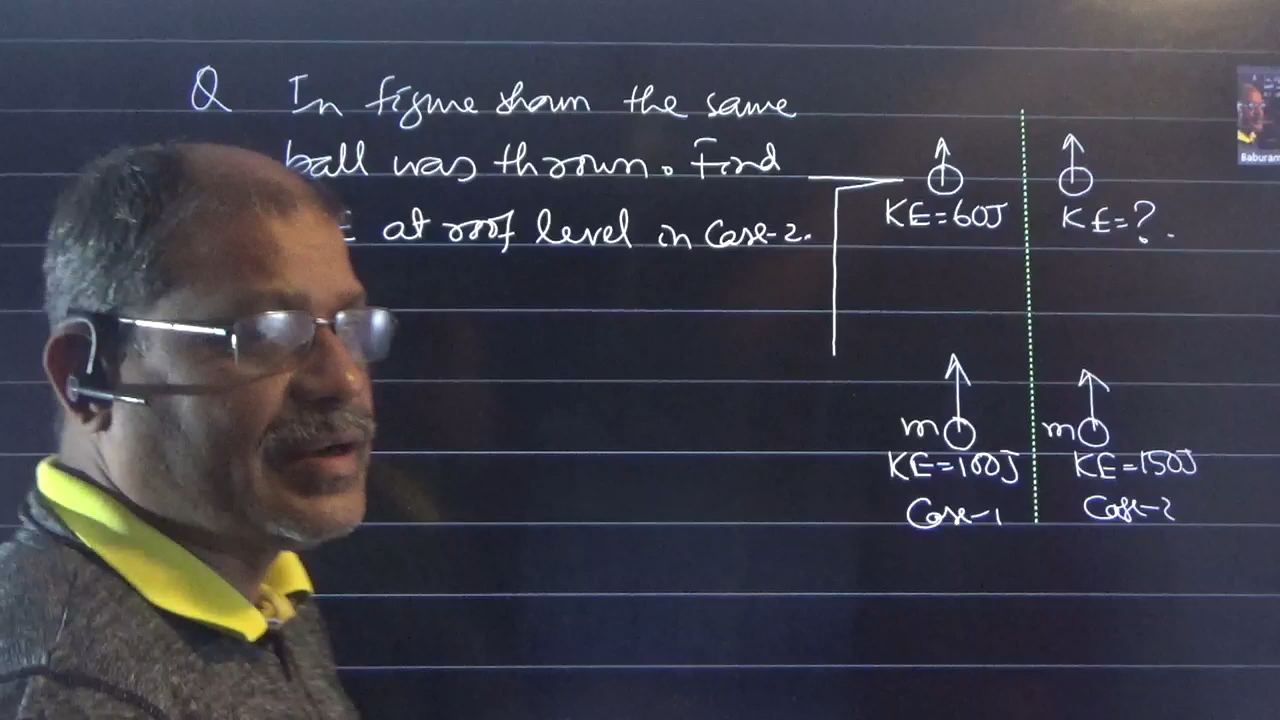 Q In figure shown the same
ball was thrown. Find
E at roof level in Case-2.
KE=60J
KE=?
m
m
KE=100J
KE=150J
Case-1
Case-2
Baburam